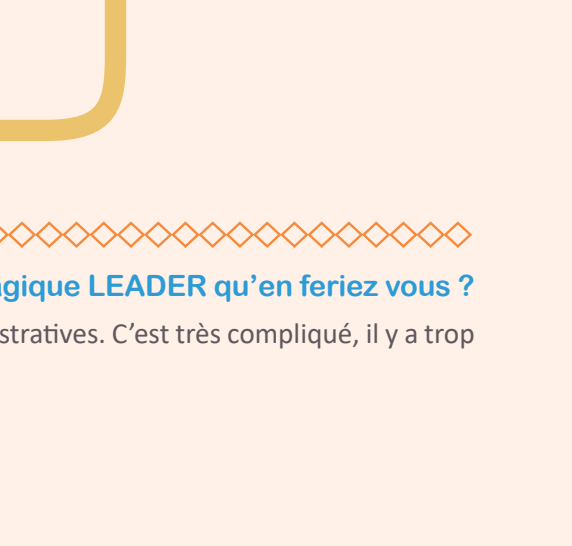 gique LEADER qu'en feriez vous ?
stratives. C'est très compliqué, il y a trop